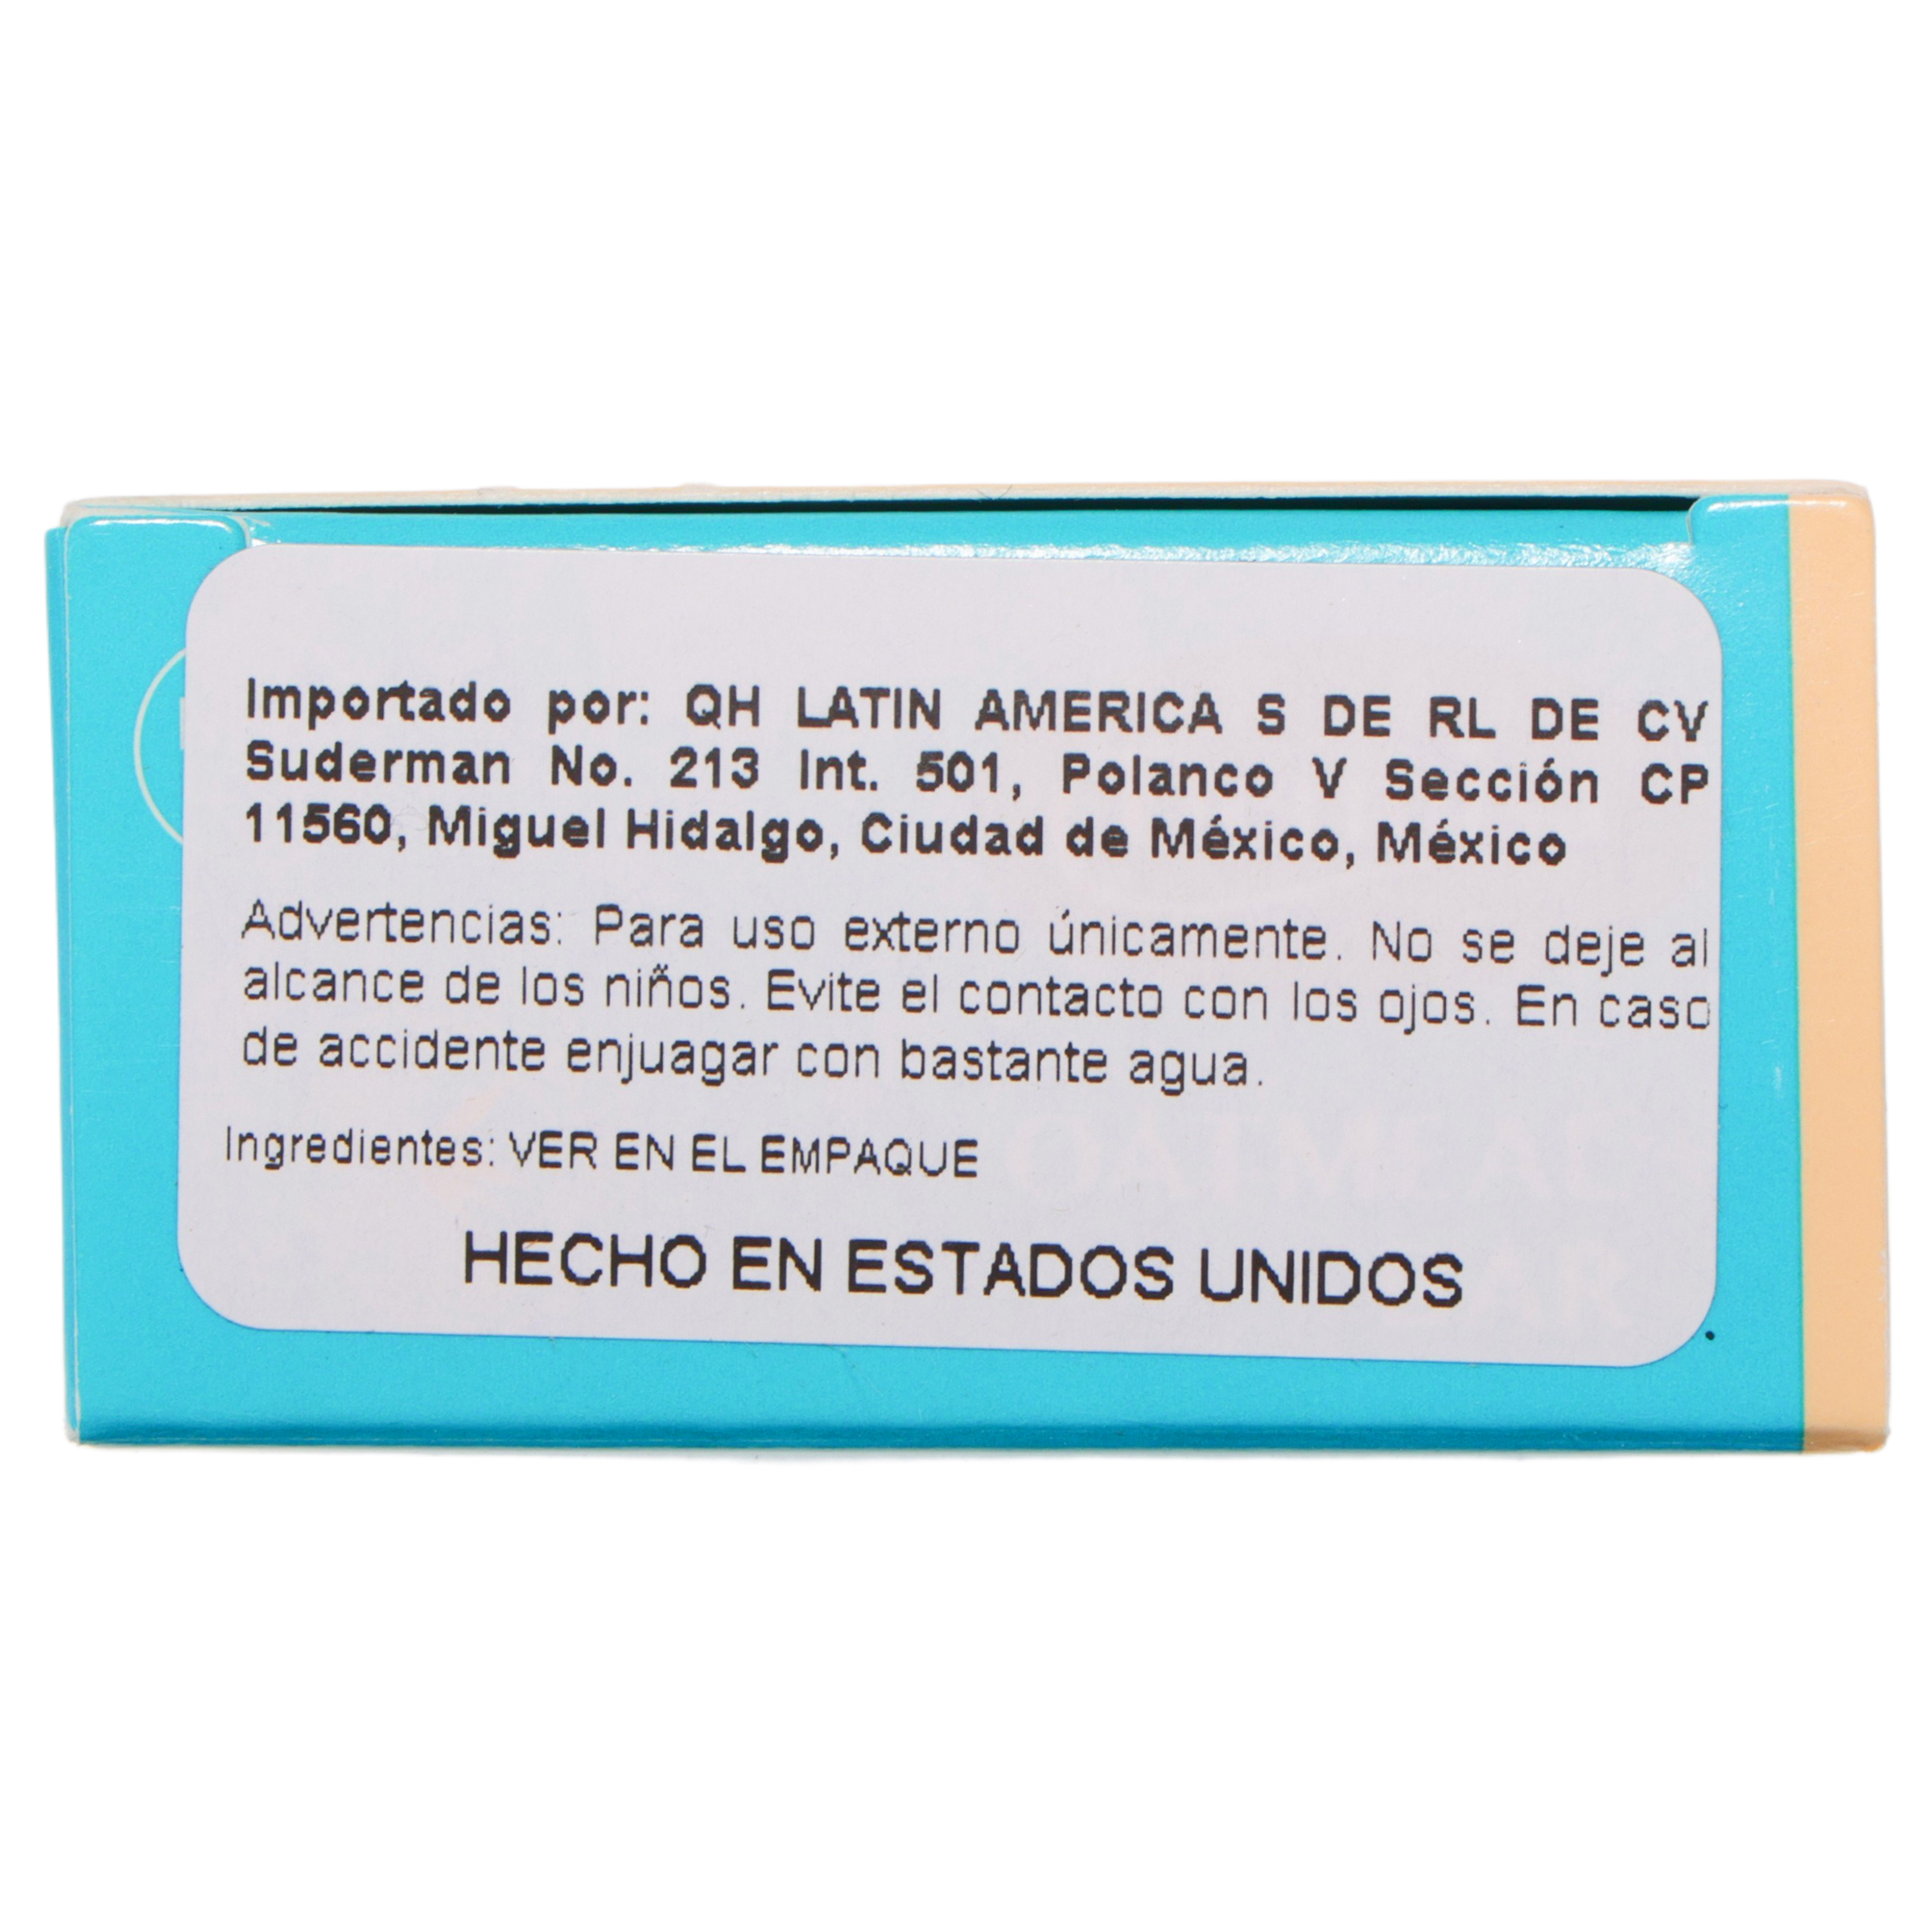 Importado por: QH LATIN AMERICA S DE RL DE CV
Suderman No. 213 Int. 501, Polanco V Sección CP
11560, Miguel Hidalgo, Ciudad de México, México
Advertencias: Para uso externo únicamente. No se deje al
alcance de los niños. Evite el contacto con los ojos. En caso
de accidente enjuagar con bastante agua.
Ingredientes: VER EN EL EMPAQUE
HECHO EN ESTADOS UNIDOS